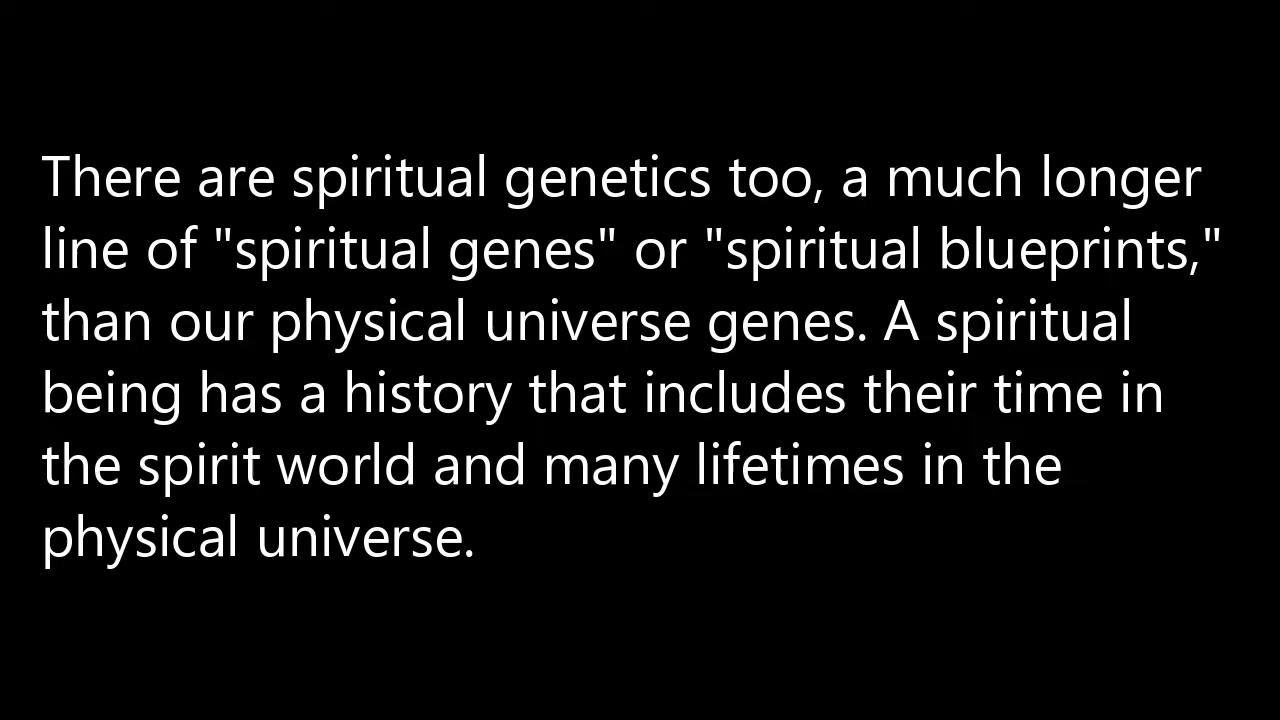 There are spiritual genetics too, a much longer
line of "spiritual genes" or "spiritual blueprints,"
than our physical universe genes. A spiritual
being has a history that includes their time in
the spirit world and many lifetimes in the
physical universe.